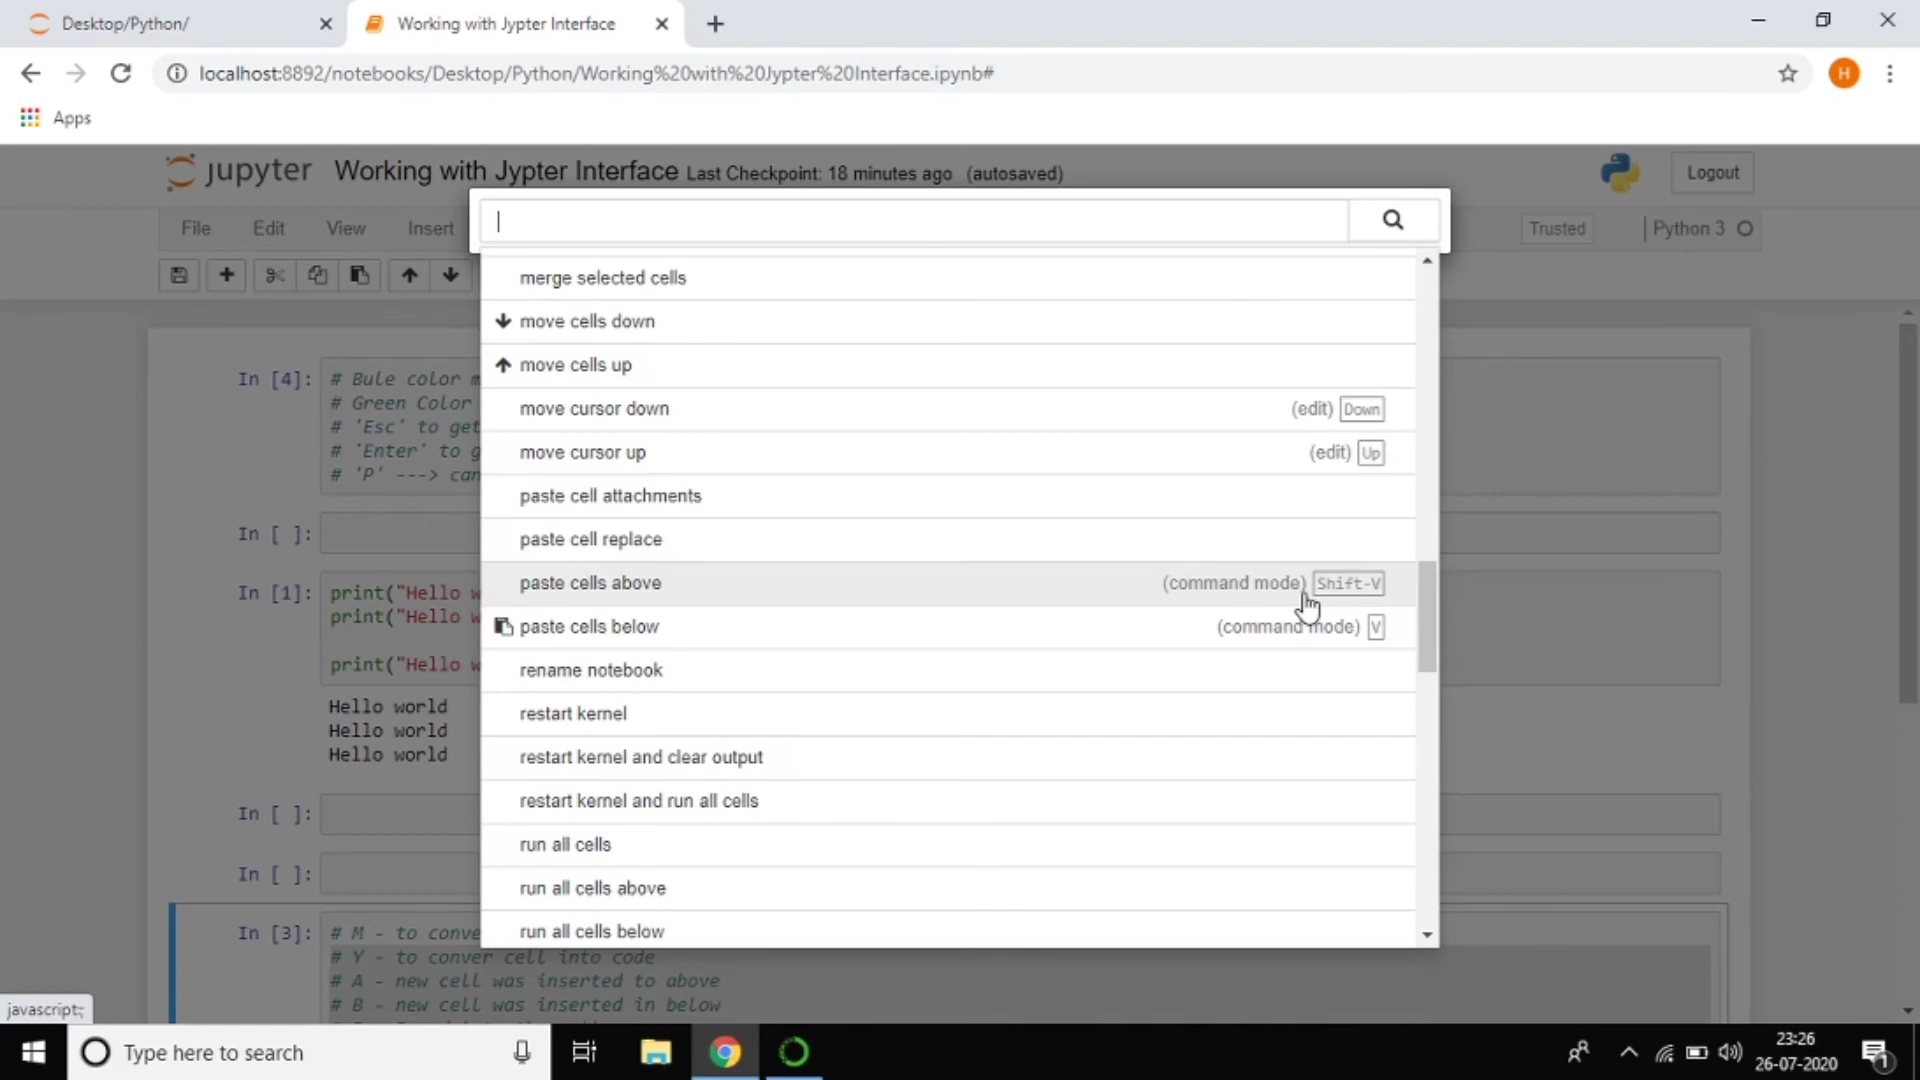 Desktop/Python/
Working with Jypter Interface
localhost:8892/notebooks/Desktop/Python/Working%20with%20Jypter%20Interface.ipynb#
H
Apps
jupyter Working with Jypter Interface Last Checkpoint: 18 minutes ago (autosaved)
Logout
File Edit View Insert
Trusted
Python 3
merge selected cells
move cells down
move cells up
move cursor down (edit) Down
move cursor up (edit) Up
paste cell attachments
paste cell replace
paste cells above (command mode) Shift-V
paste cells below (command mode) V
rename notebook
restart kernel
restart kernel and clear output
restart kernel and run all cells
run all cells
run all cells above
run all cells below
In [4]: # Bule color m
# Green Color
# 'Esc' to get
# 'Enter' to g
# 'P' ---> can
In [ ]:
In [1]: print("Hello w
print("Hello w
print("Hello w
Hello world
Hello world
Hello world
In [ ]:
In [ ]:
In [3]: # M - to conve
# Y - to conver cell into code
# A - new cell was inserted to above
# B - new cell was inserted in below
javascript:;
Type here to search
23:26
26-07-2020
1